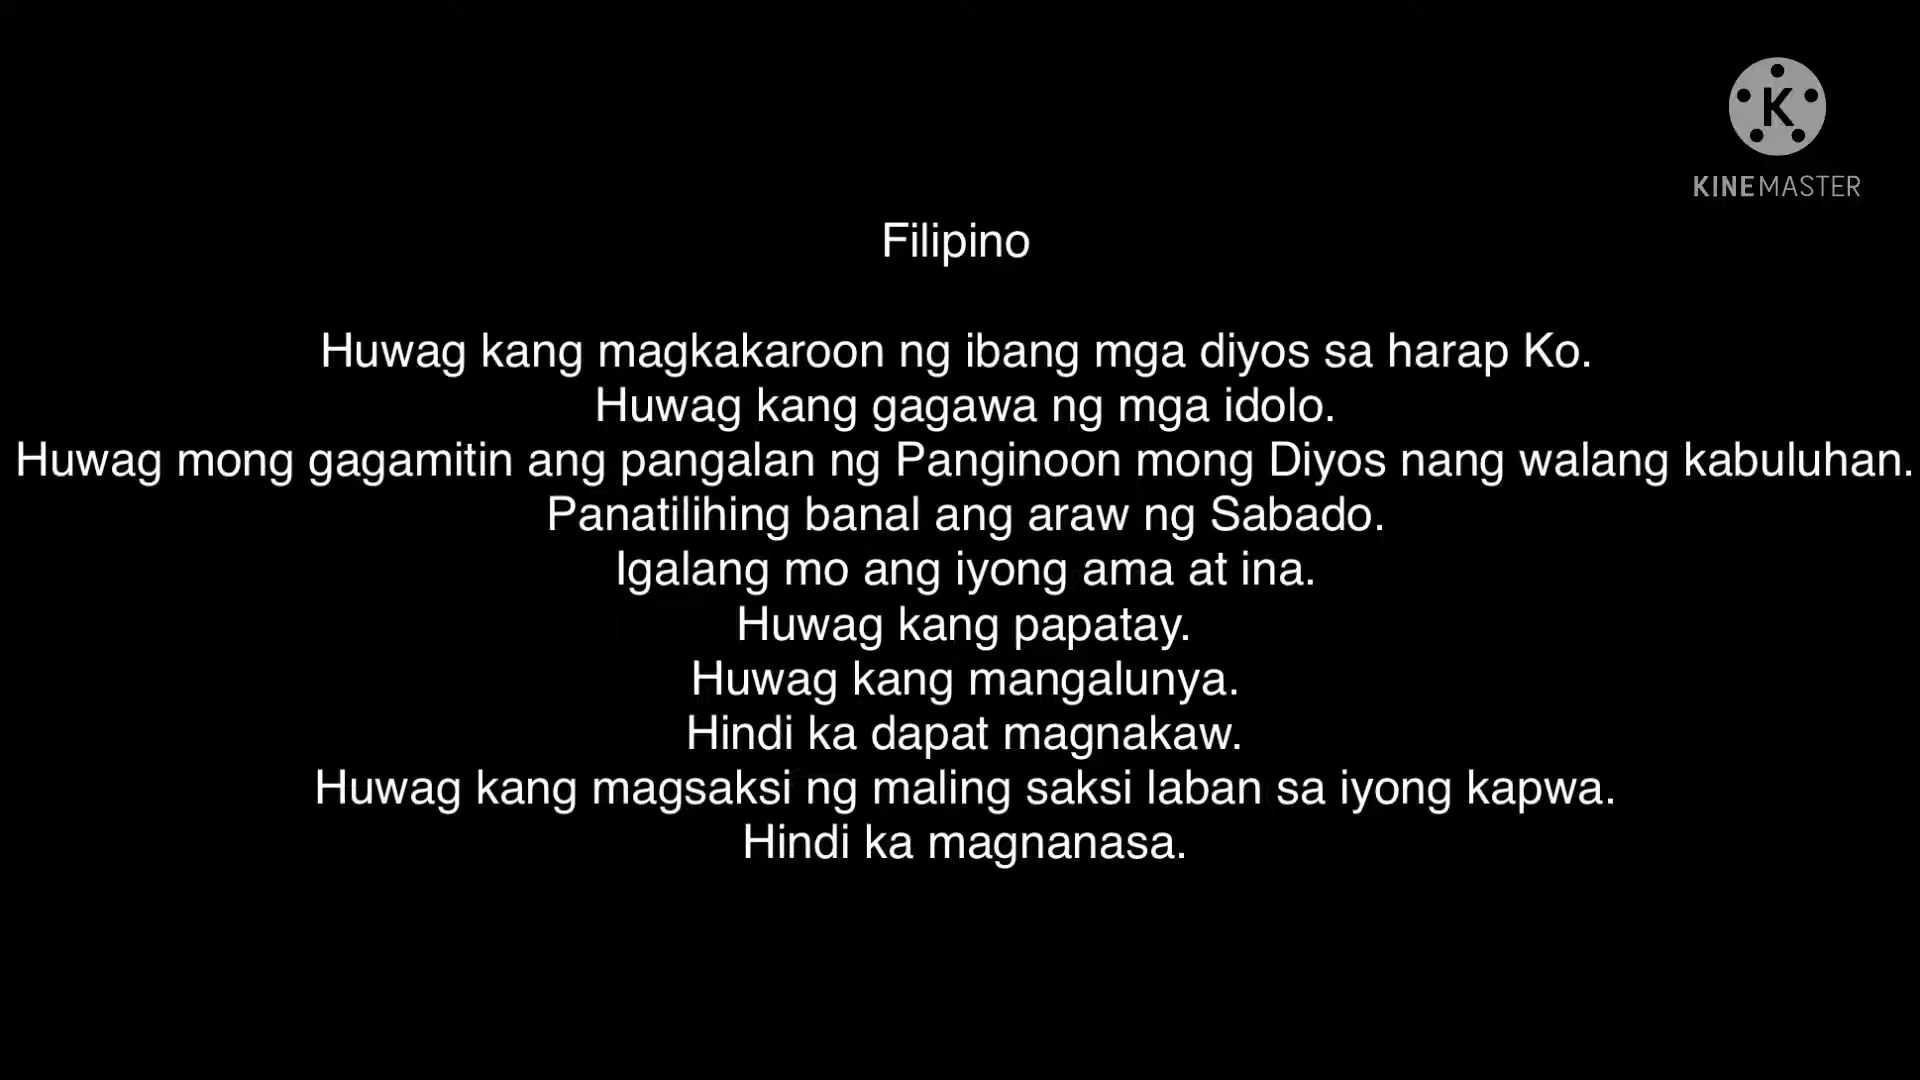 K
KINEMASTER
Filipino
Huwag kang magkakaroon ng ibang mga diyos sa harap Ko.
Huwag kang gagawa ng mga idolo.
Huwag mong gagamitin ang pangalan ng Panginoon mong Diyos nang walang kabuluhan.
Panatilihing banal ang araw ng Sabado.
Igalang mo ang iyong ama at ina.
Huwag kang papatay.
Huwag kang mangalunya.
Hindi ka dapat magnakaw.
Huwag kang magsaksi ng maling saksi laban sa iyong kapwa.
Hindi ka magnanasa.